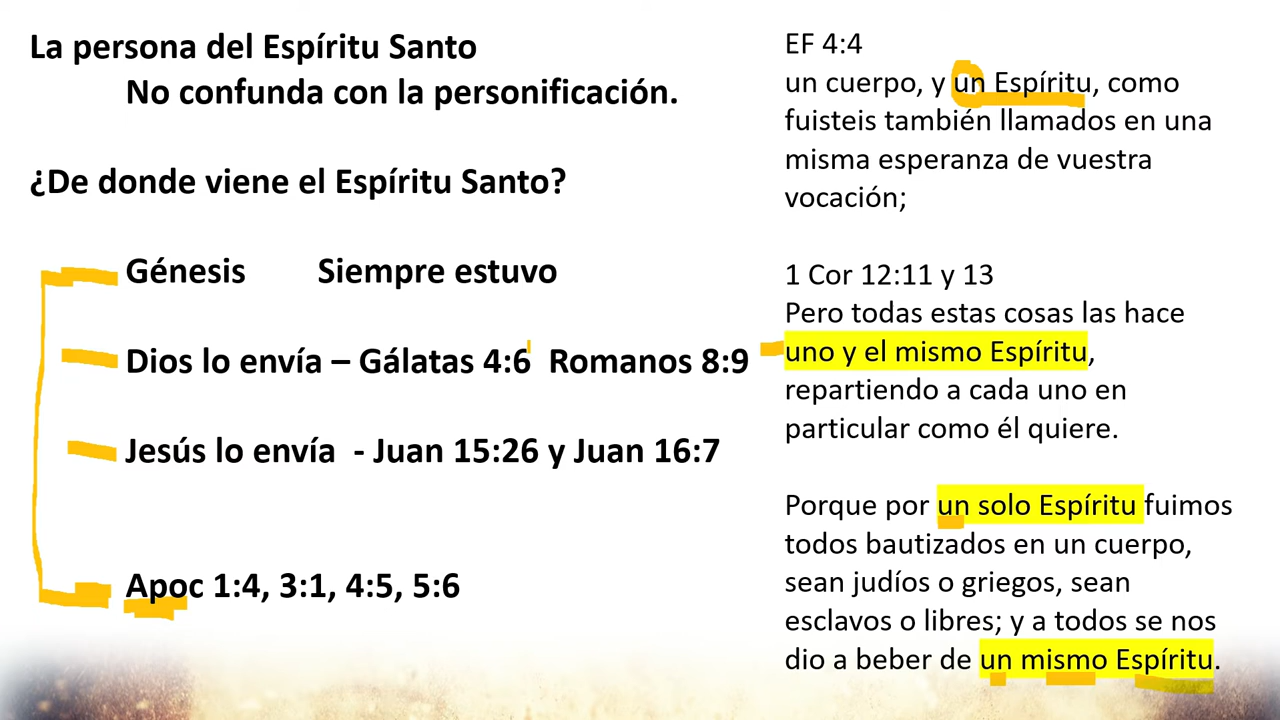 La persona del Espíritu Santo
No confunda con la personificación.
¿De donde viene el Espíritu Santo?
Génesis Siempre estuvo
Dios lo envía – Gálatas 4:6 Romanos 8:9
Jesús lo envía - Juan 15:26 y Juan 16:7
Apoc 1:4, 3:1, 4:5, 5:6
EF 4:4
un cuerpo, y un Espíritu, como
fuisteis también llamados en una
misma esperanza de vuestra
vocación;
1 Cor 12:11 y 13
Pero todas estas cosas las hace
uno y el mismo Espíritu,
repartiendo a cada uno en
particular como él quiere.
Porque por un solo Espíritu fuimos
todos bautizados en un cuerpo,
sean judíos o griegos, sean
esclavos o libres; y a todos se nos
dio a beber de un mismo Espíritu.